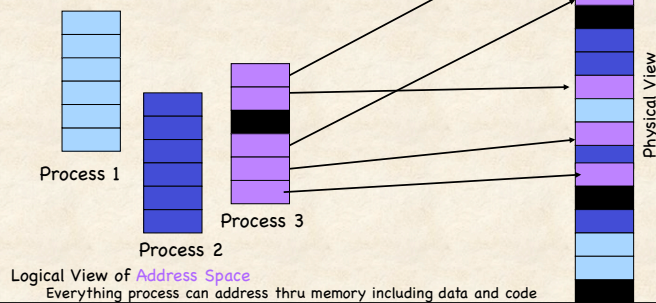 Physical View
Process 1
Process 3
Process 2
Logical View of Address Space
Everything process can address thru memory including data and code